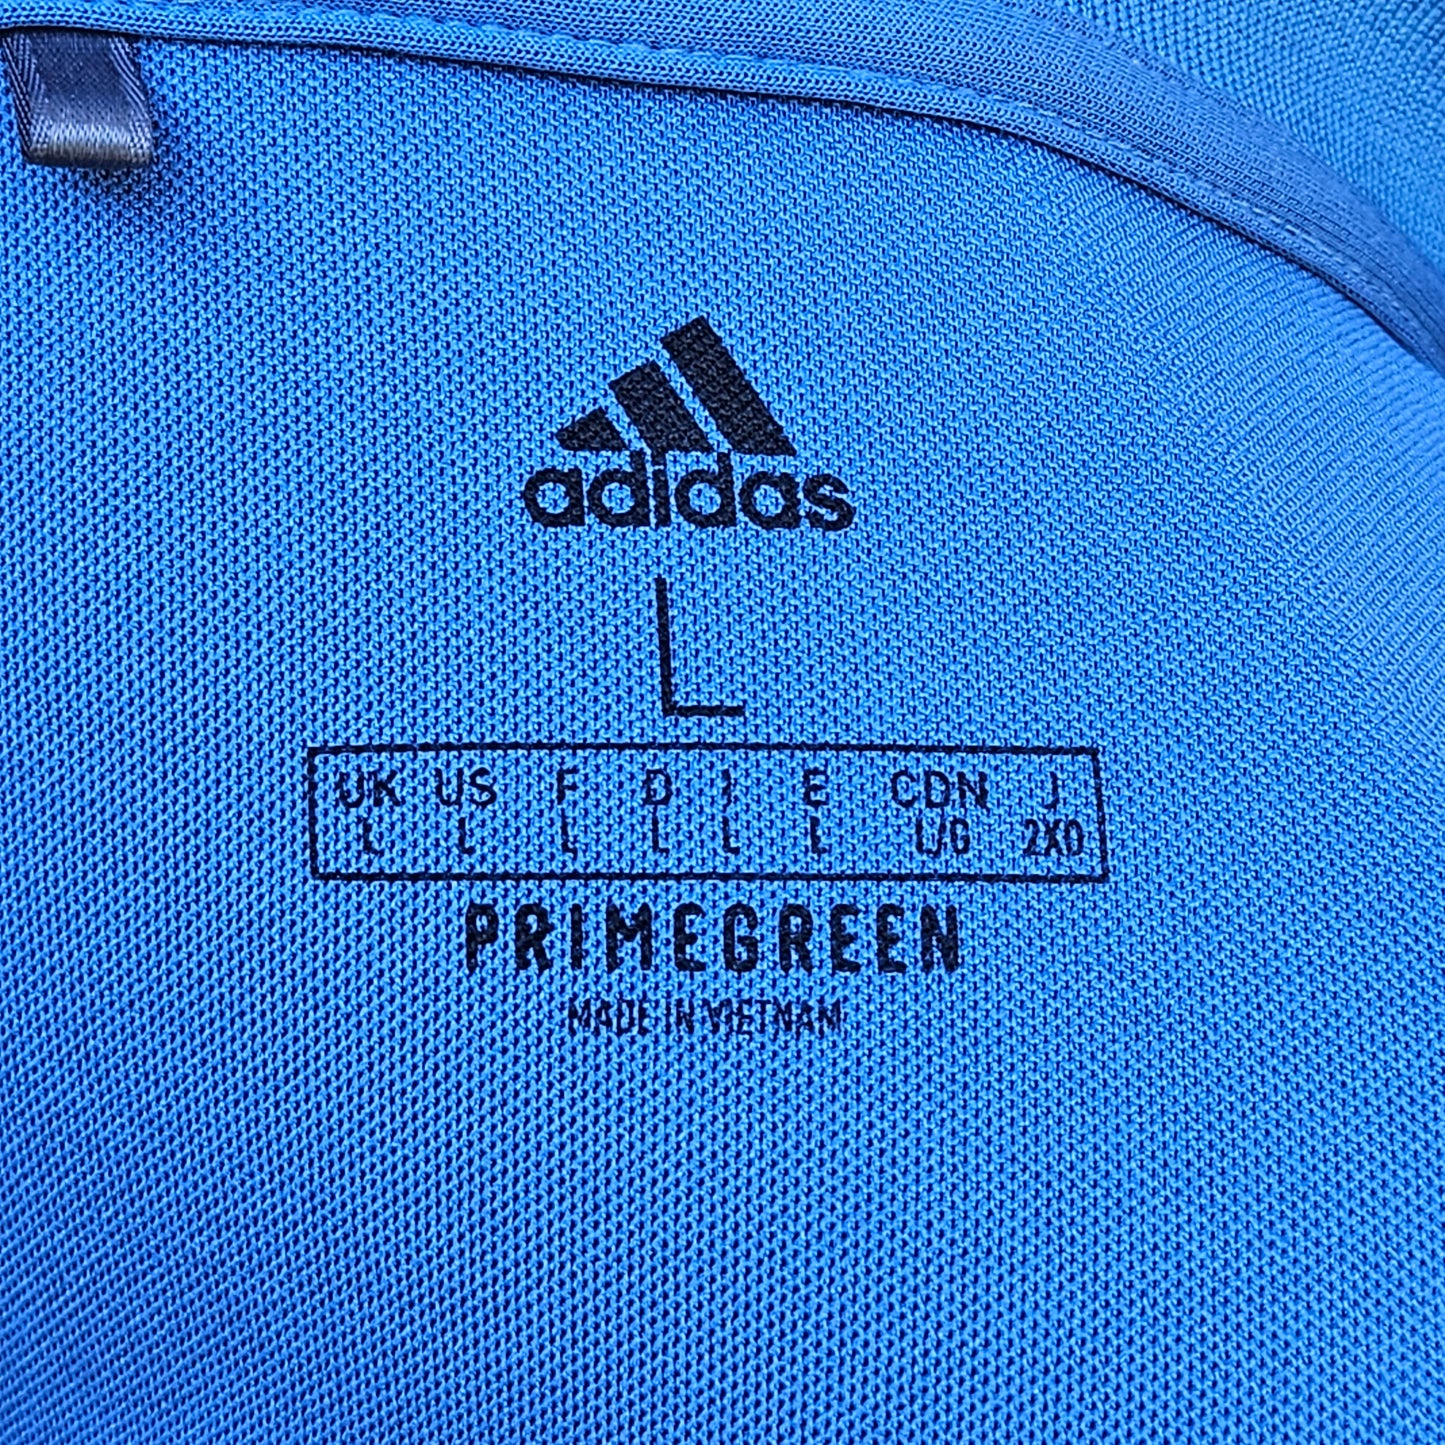 adidas
L
UK US F D I E CDN J
L L L L L L L/G 2XO
PRIMEGREEN
MADE IN VIETNAM